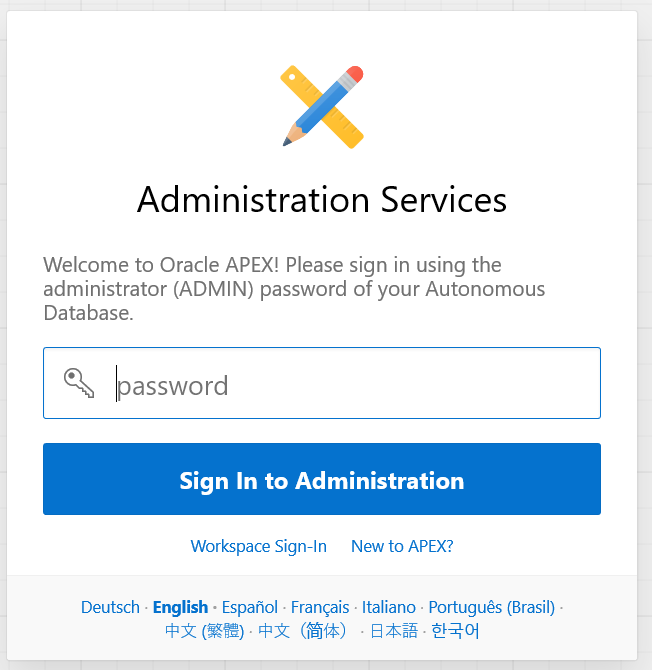 Administration Services
Welcome to Oracle APEX! Please sign in using the
administrator (ADMIN) password of your Autonomous
Database.
password
Sign In to Administration
Workspace Sign-In New to APEX?
Deutsch · English · Español · Français · Italiano · Português (Brasil) ·
中文 (繁體) · 中文（简体） · 日本語 · 한국어